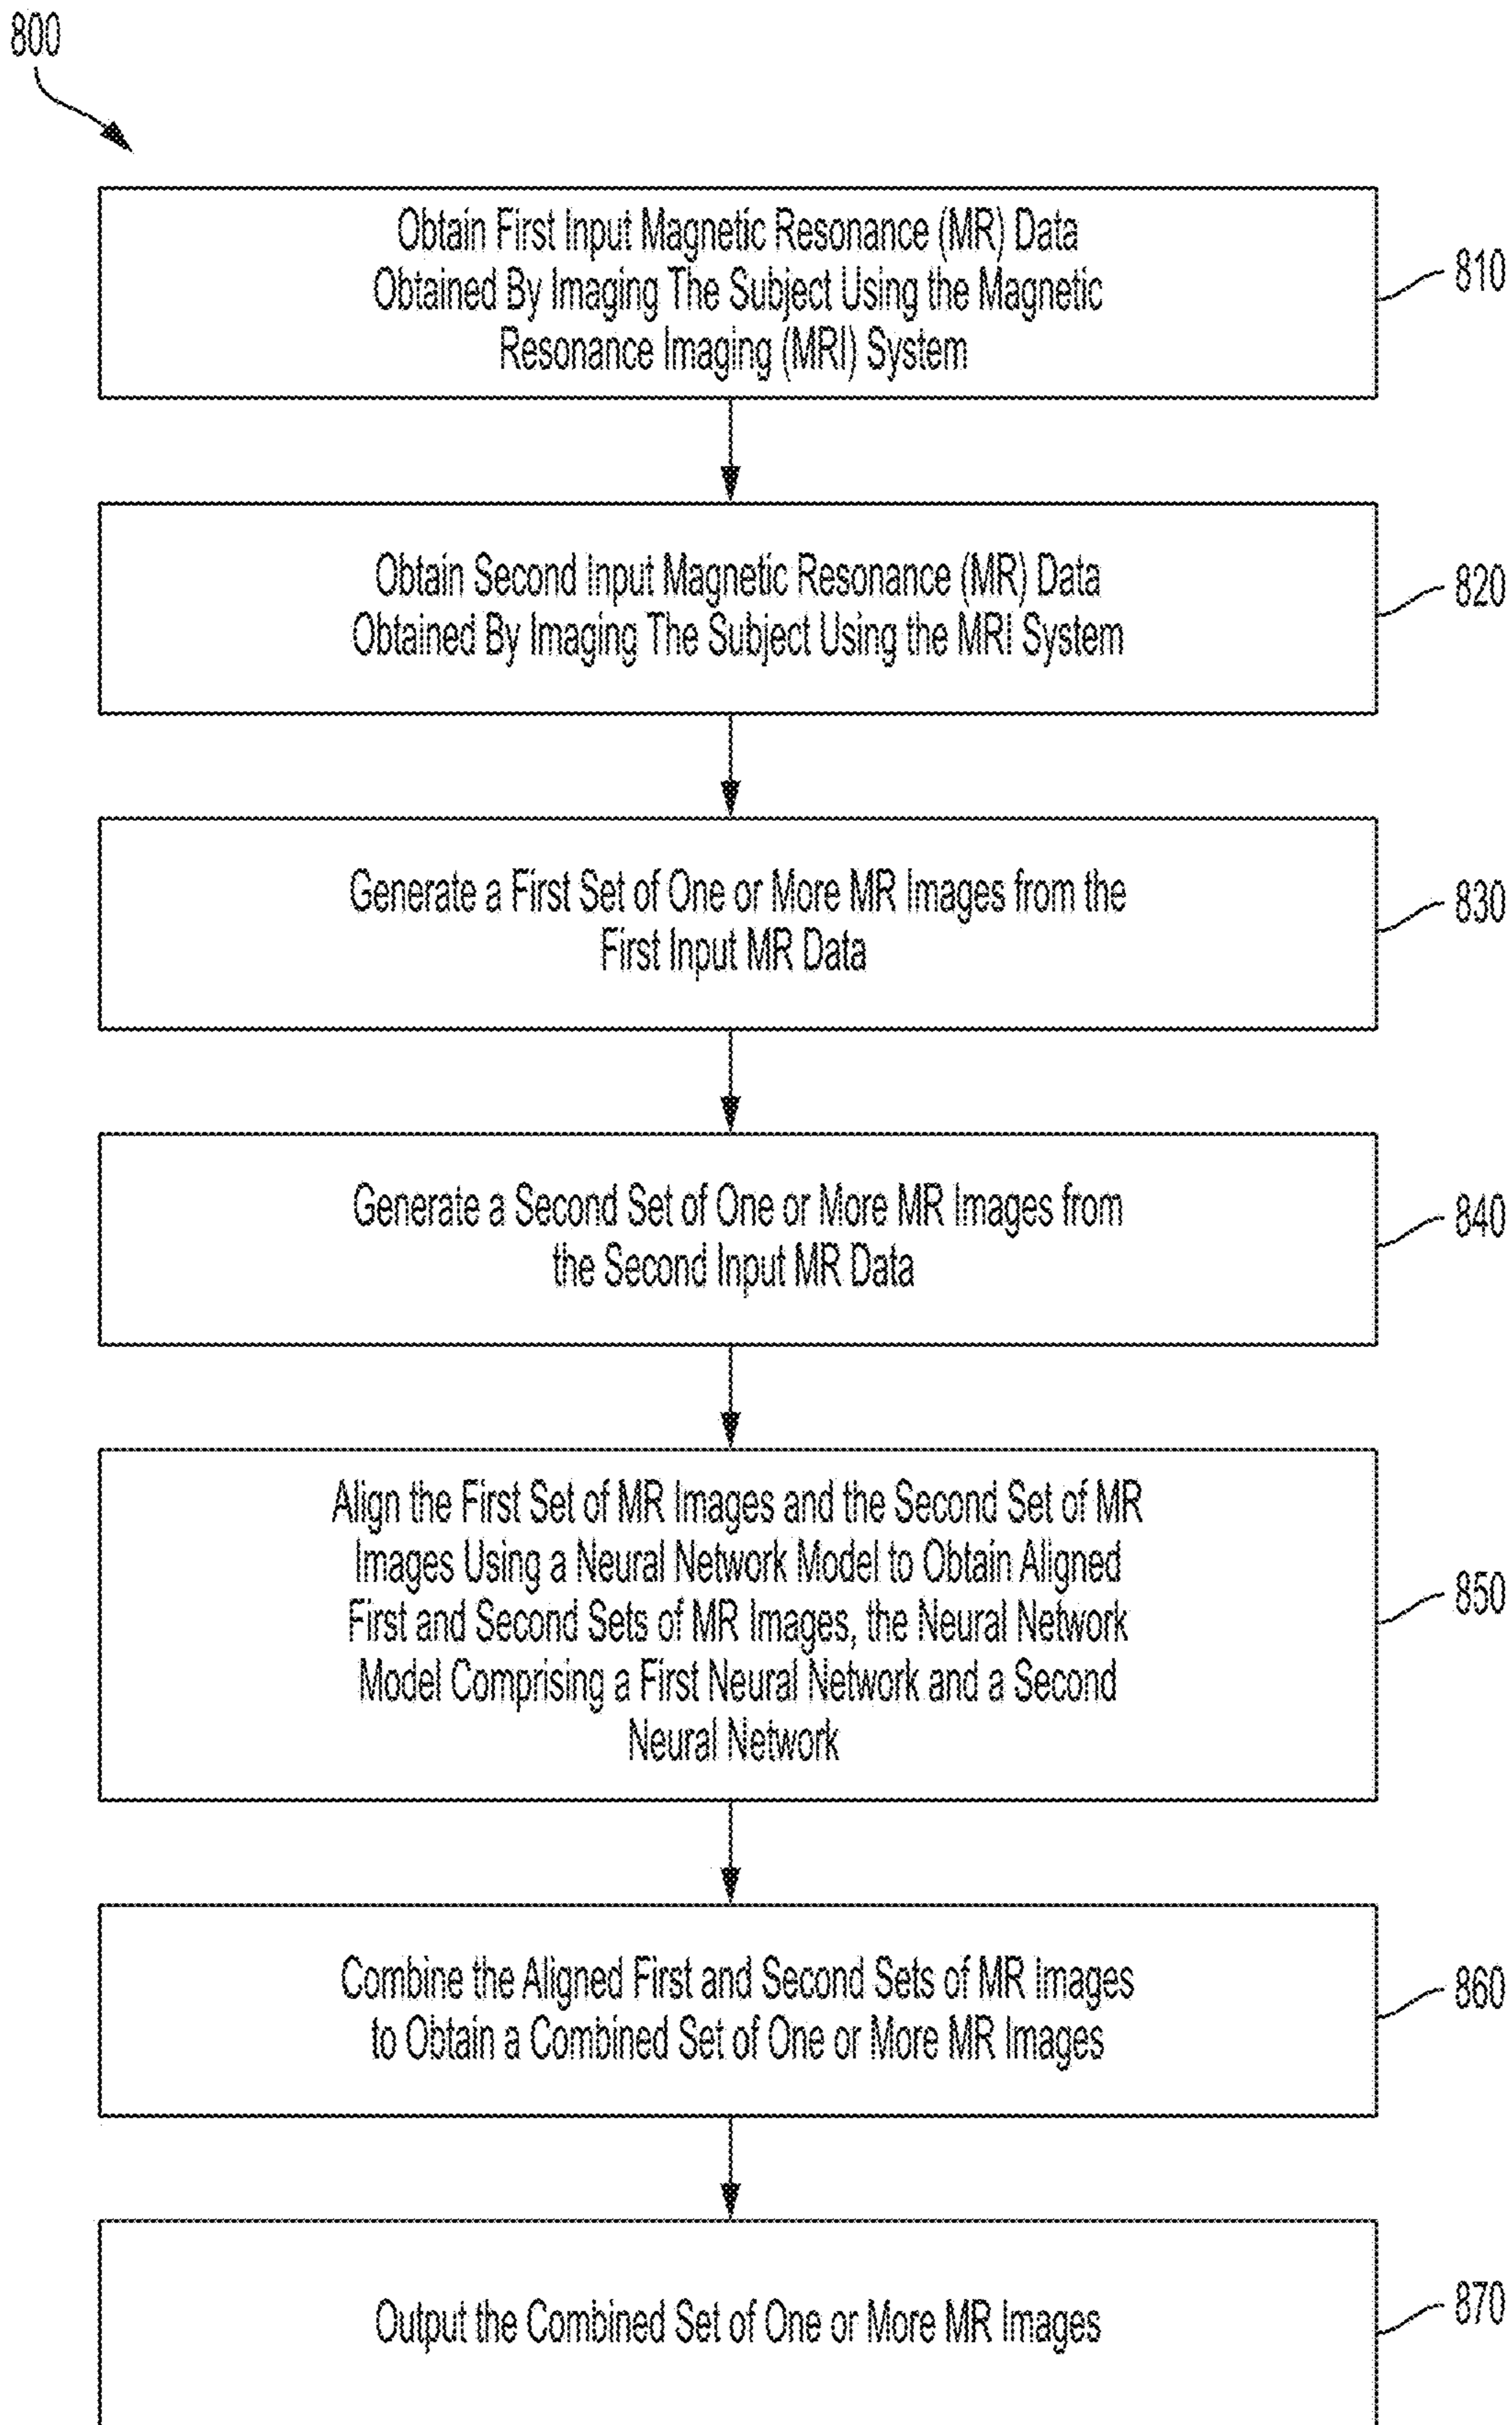 800
Obtain First Input Magnetic Resonance (MR) Data
Obtained By Imaging The Subject Using the Magnetic
Resonance Imaging (MRI) System
810
Obtain Second Input Magnetic Resonance (MR) Data
Obtained By Imaging The Subject Using the MRI System
820
Generate a First Set of One or More MR Images from the
First Input MR Data
830
Generate a Second Set of One or More MR Images from
the Second Input MR Data
840
Align the First Set of MR Images and the Second Set of MR
Images Using a Neural Network Model to Obtain Aligned
First and Second Sets of MR Images, the Neural Network
Model Comprising a First Neural Network and a Second
Neural Network
850
Combine the Aligned First and Second Sets of MR Images
to Obtain a Combined Set of One or More MR Images
860
Output the Combined Set of One or More MR Images
870